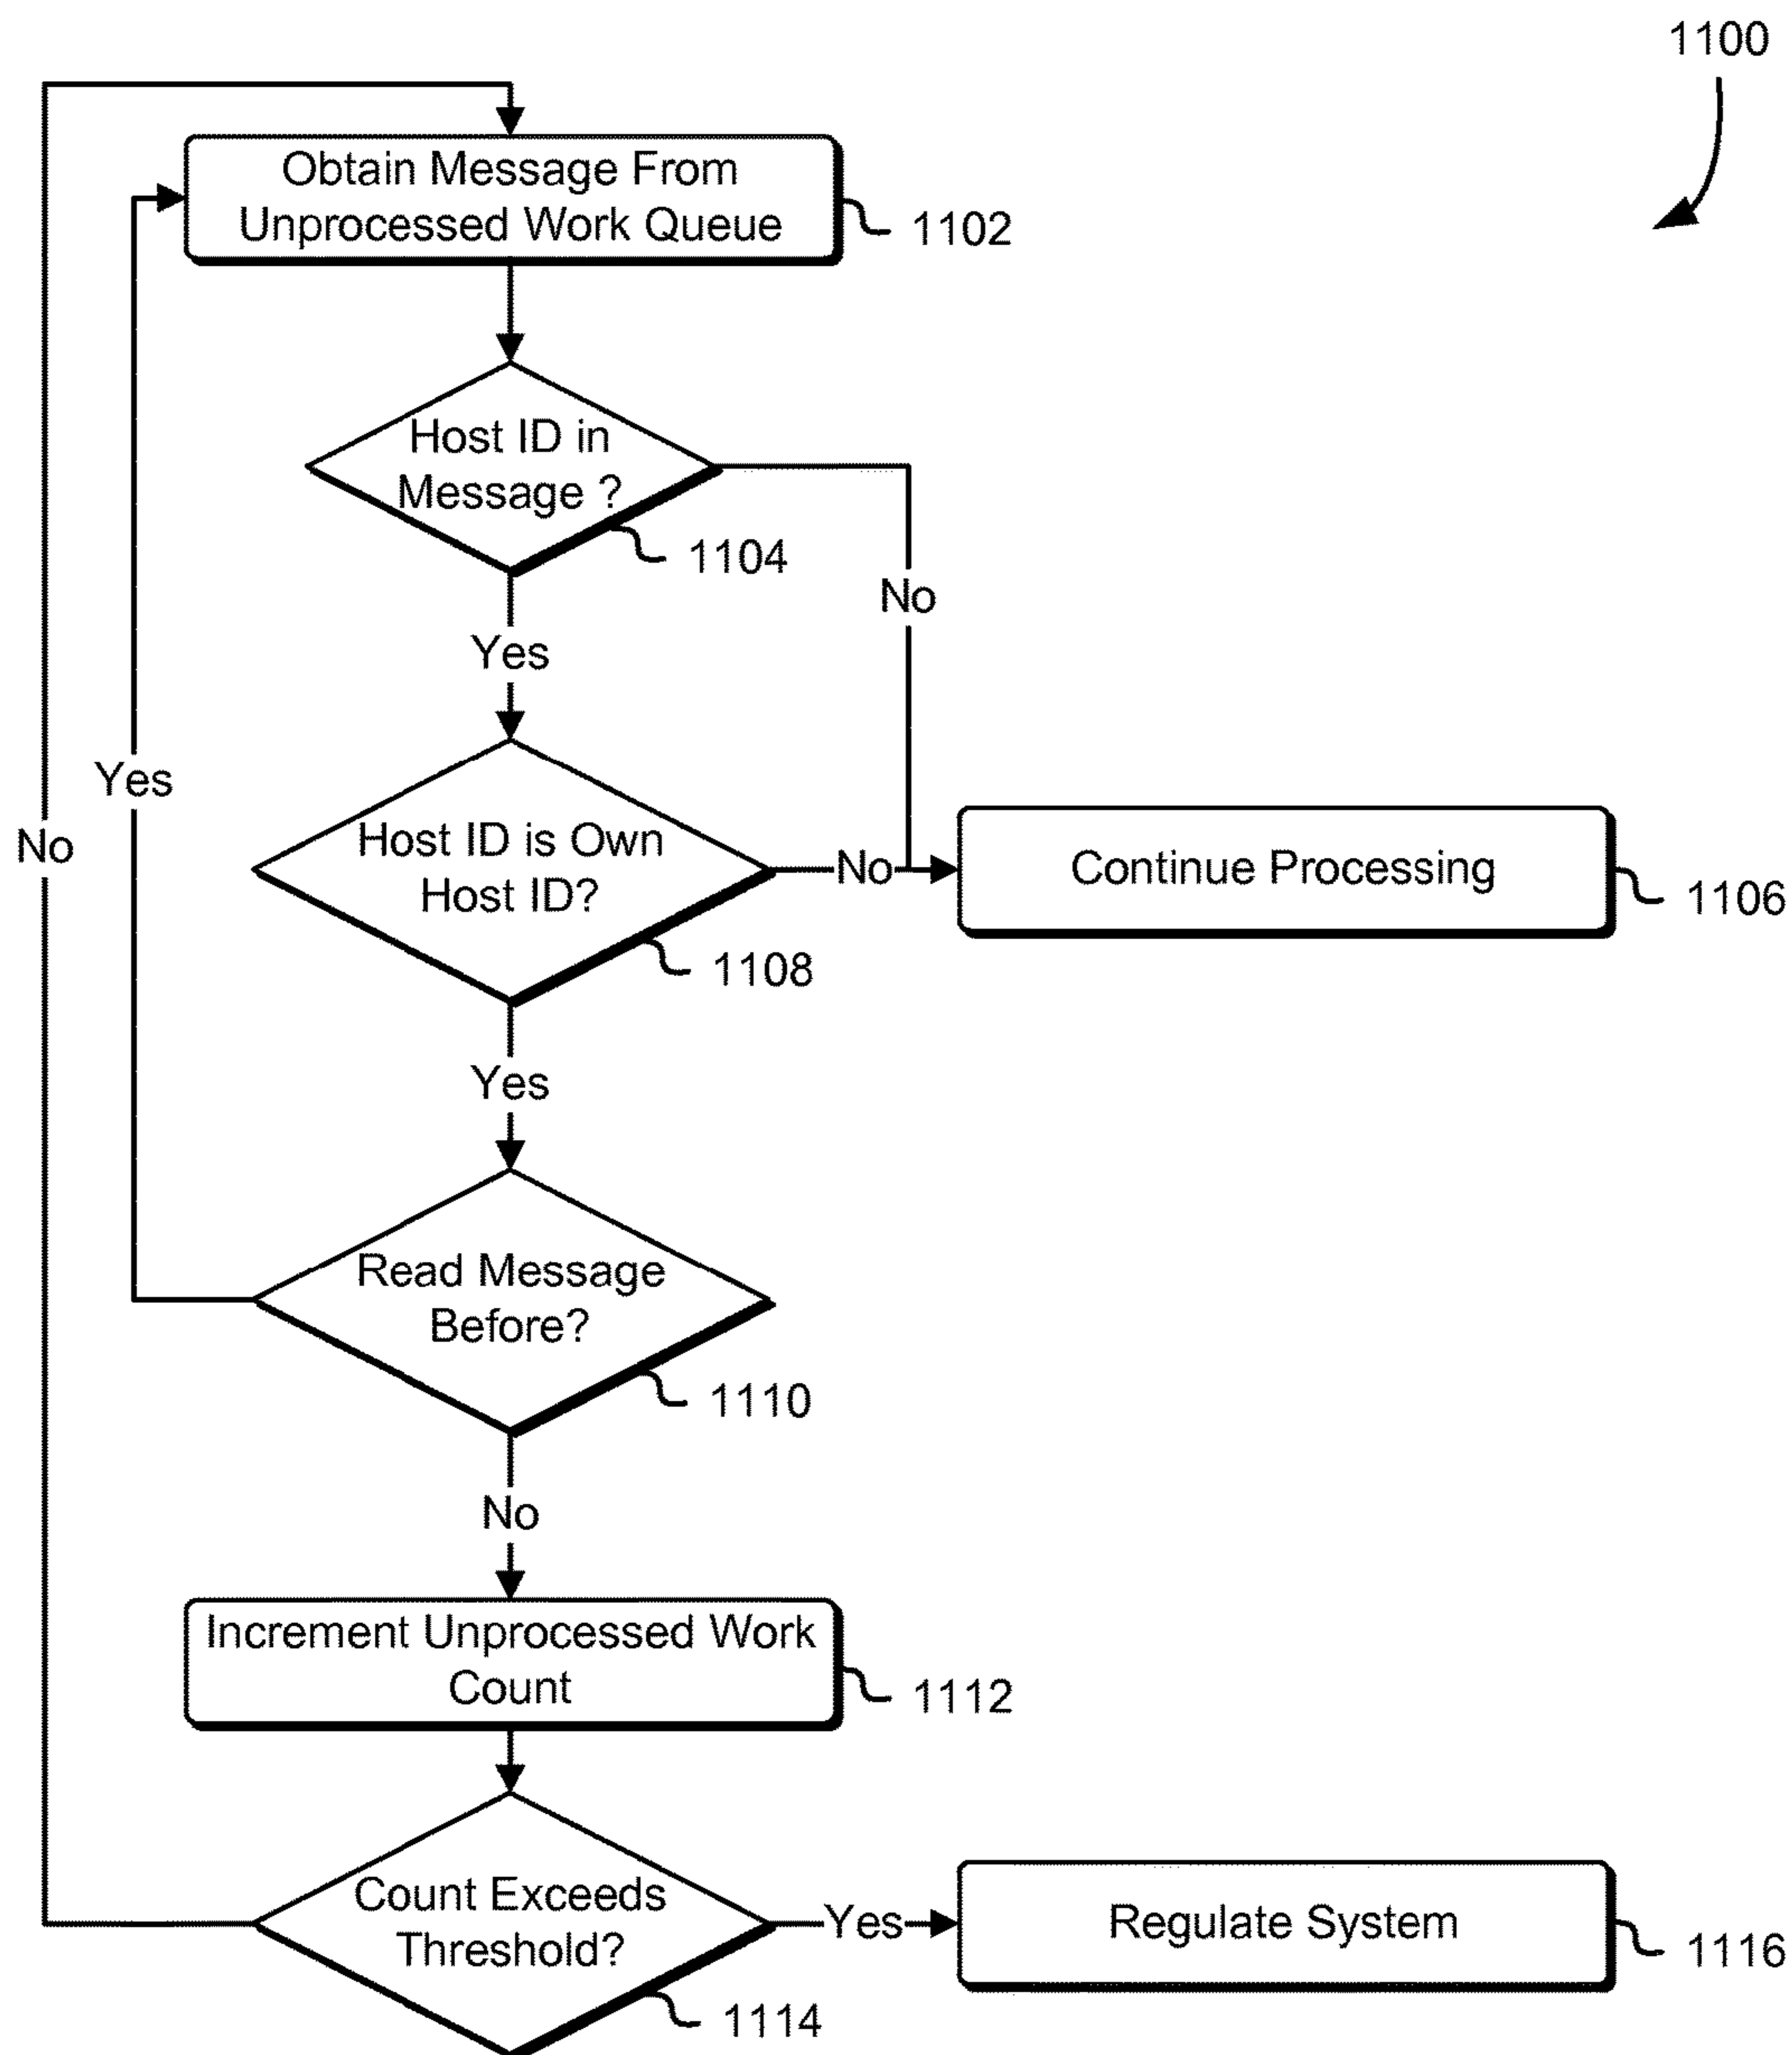 1100
Obtain Message From
Unprocessed Work Queue
1102
Host ID in
Message ?
1104
No
Yes
Yes
Host ID is Own
Host ID?
No
No
Continue Processing
1106
1108
Yes
Read Message
Before?
1110
No
Increment Unprocessed Work
Count
1112
Count Exceeds
Threshold?
Yes
Regulate System
1116
1114